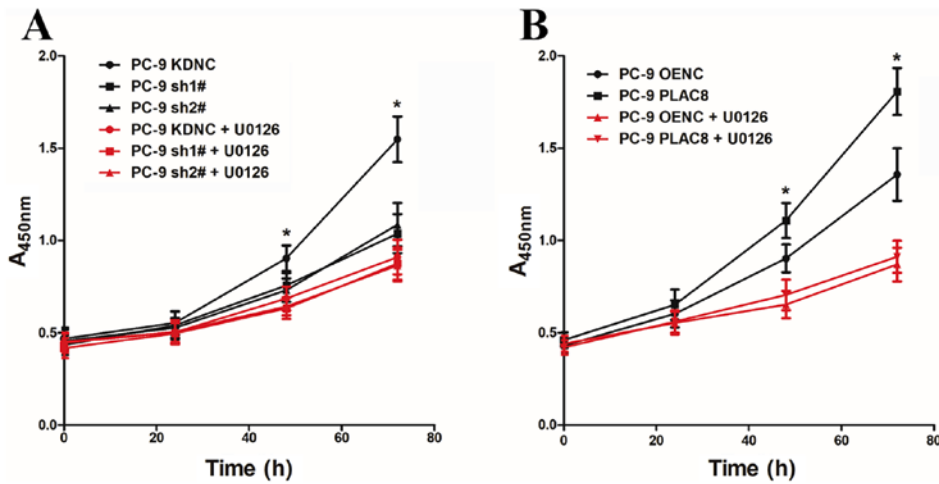 A
2.0
1.5
1.0
0.5
0.0
A450nm
PC-9 KDNC
PC-9 sh1#
PC-9 sh2#
PC-9 KDNC + U0126
PC-9 sh1# + U0126
PC-9 sh2# + U0126
*
*
0
20
40
60
80
Time (h)
B
2.0
1.5
1.0
0.5
0.0
A450nm
PC-9 OENC
PC-9 PLAC8
PC-9 OENC + U0126
PC-9 PLAC8 + U0126
*
*
0
20
40
60
80
Time (h)